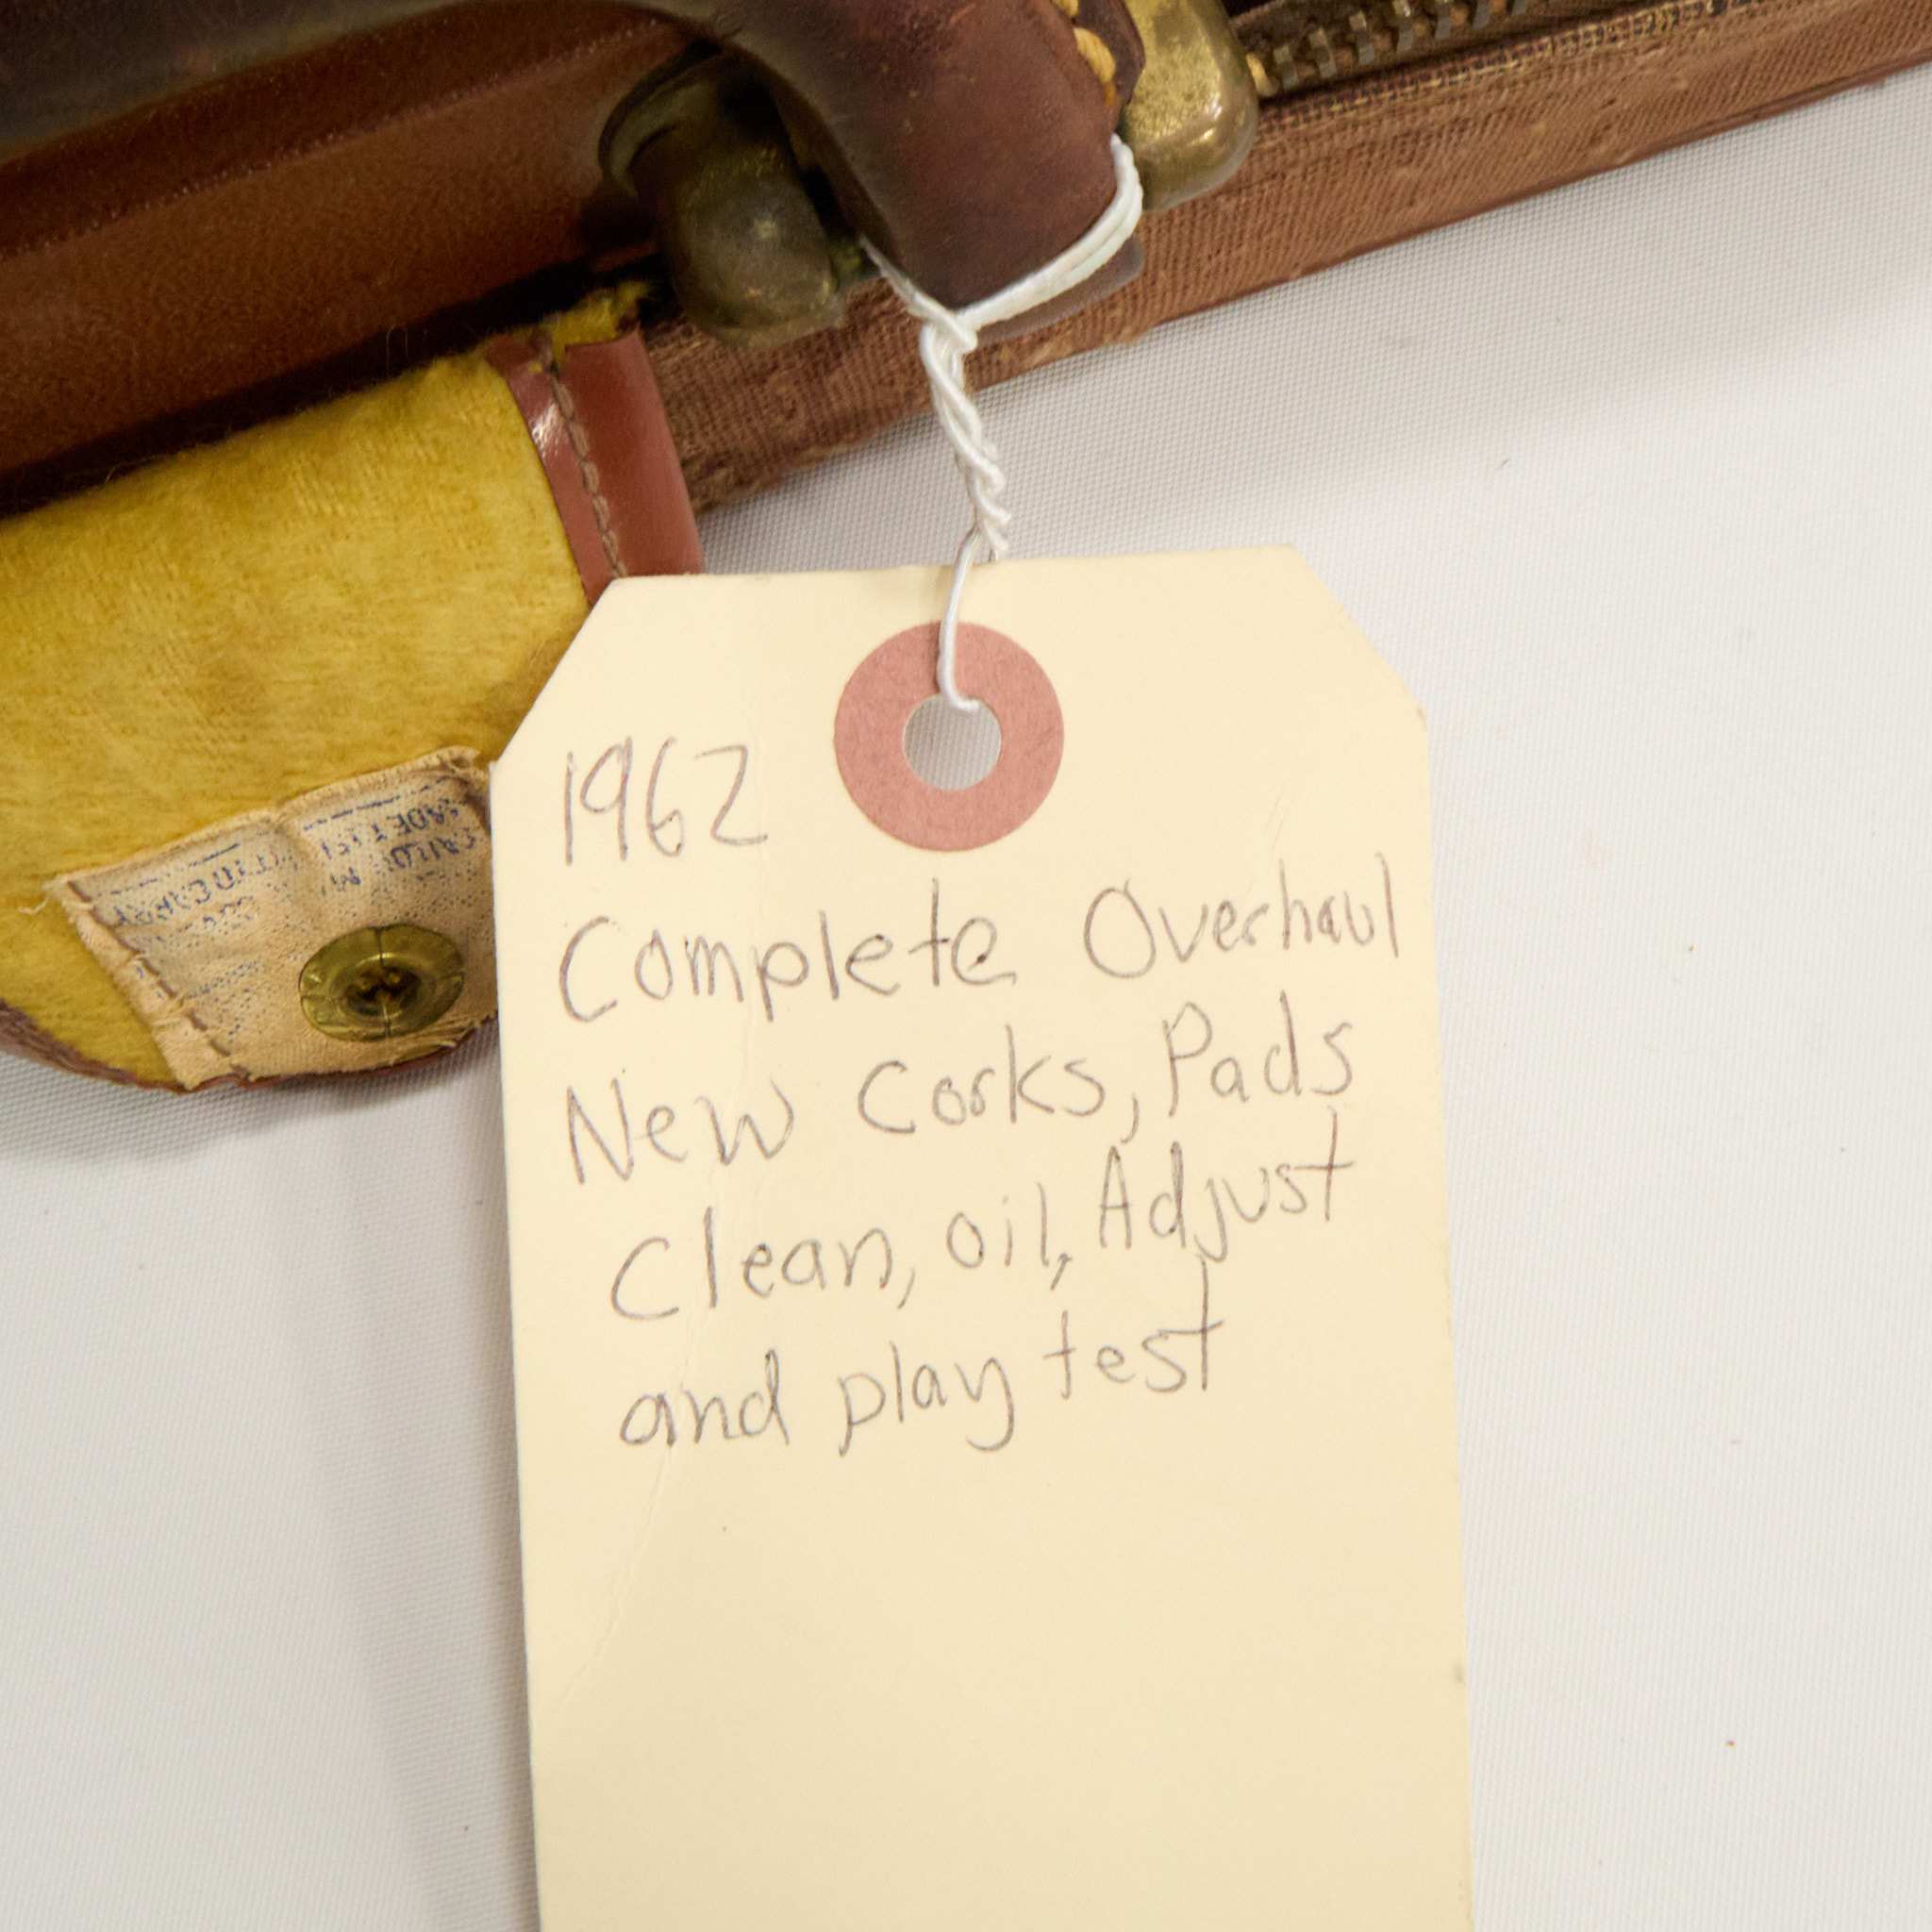 1962
Complete Overhaul
New Corks, Pads
Clean, oil, Adjust
and play test